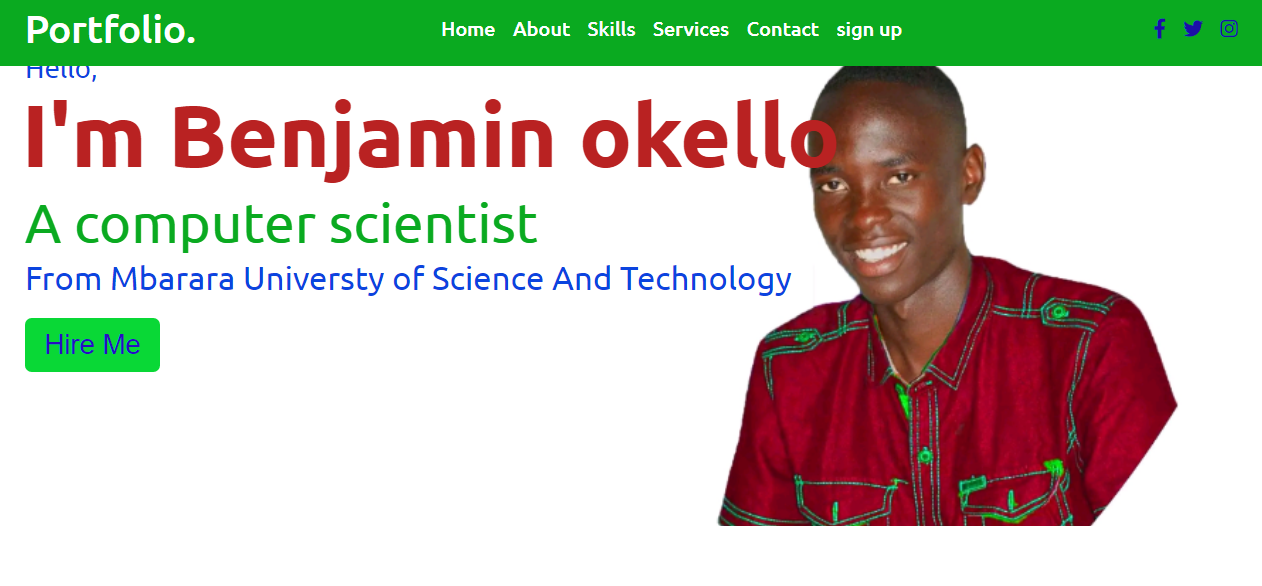 Portfolio.
Home About Skills Services Contact sign up
Hello,
I'm Benjamin okello
A computer scientist
From Mbarara Universty of Science And Technology
Hire Me